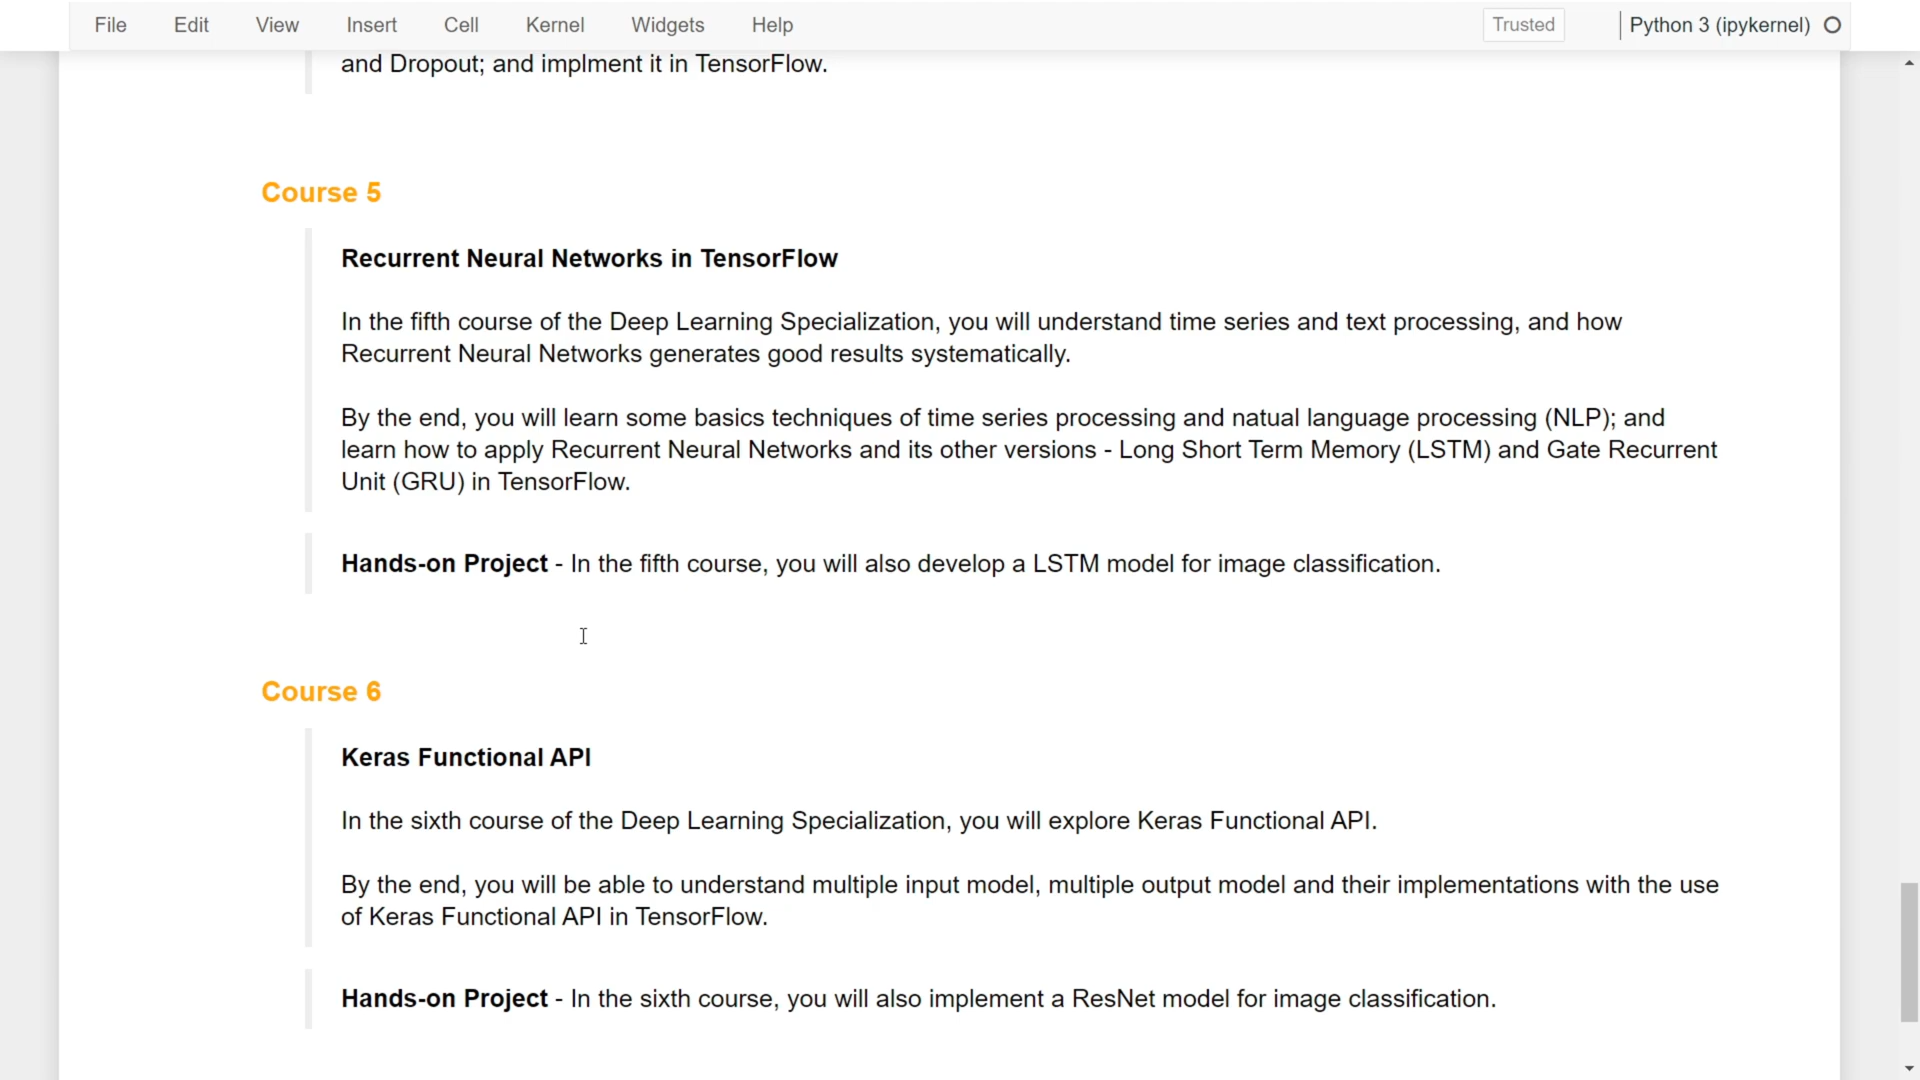 File Edit View Insert Cell Kernel Widgets Help Trusted Python 3 (ipykernel)
and Dropout; and implment it in TensorFlow.
Course 5
Recurrent Neural Networks in TensorFlow
In the fifth course of the Deep Learning Specialization, you will understand time series and text processing, and how
Recurrent Neural Networks generates good results systematically.
By the end, you will learn some basics techniques of time series processing and natual language processing (NLP); and
learn how to apply Recurrent Neural Networks and its other versions - Long Short Term Memory (LSTM) and Gate Recurrent
Unit (GRU) in TensorFlow.
Hands-on Project - In the fifth course, you will also develop a LSTM model for image classification.
Course 6
Keras Functional API
In the sixth course of the Deep Learning Specialization, you will explore Keras Functional API.
By the end, you will be able to understand multiple input model, multiple output model and their implementations with the use
of Keras Functional API in TensorFlow.
Hands-on Project - In the sixth course, you will also implement a ResNet model for image classification.